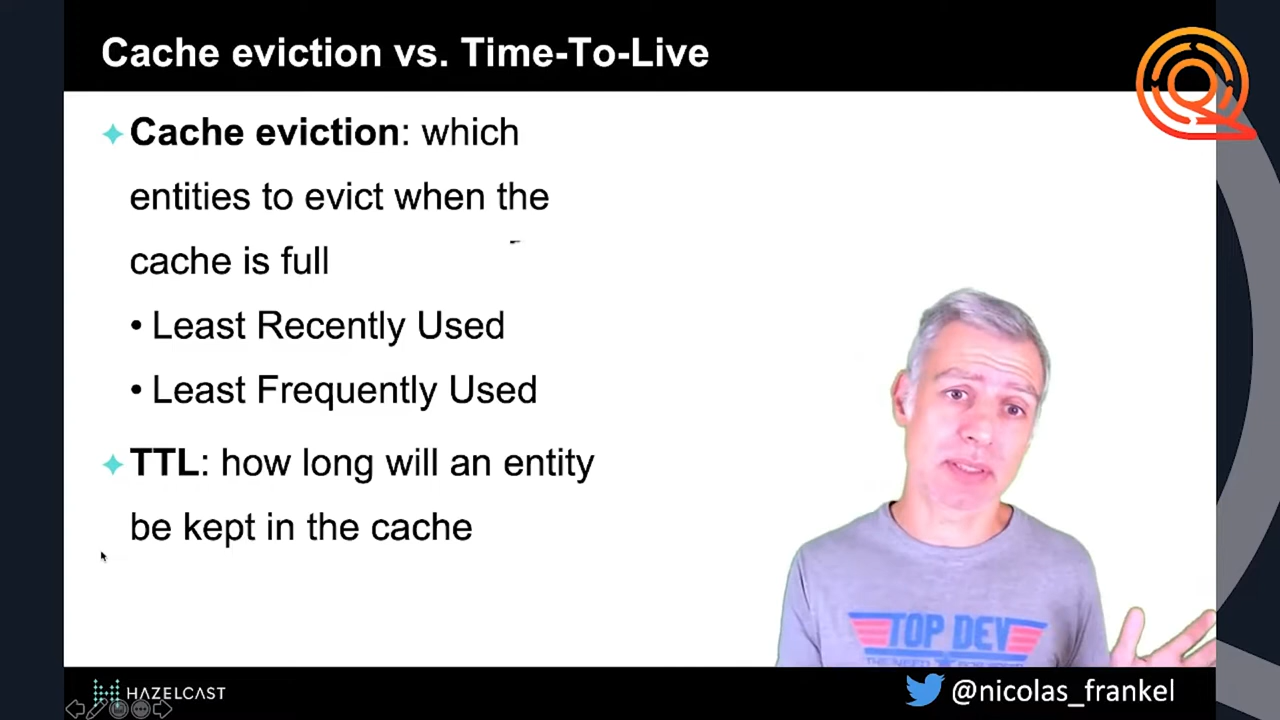 Cache eviction vs. Time-To-Live
✦ Cache eviction: which
entities to evict when the
cache is full
• Least Recently Used
• Least Frequently Used
✦ TTL: how long will an entity
be kept in the cache
TOP DEV
THE NEED
HAZELCAST
@nicolas_frankel